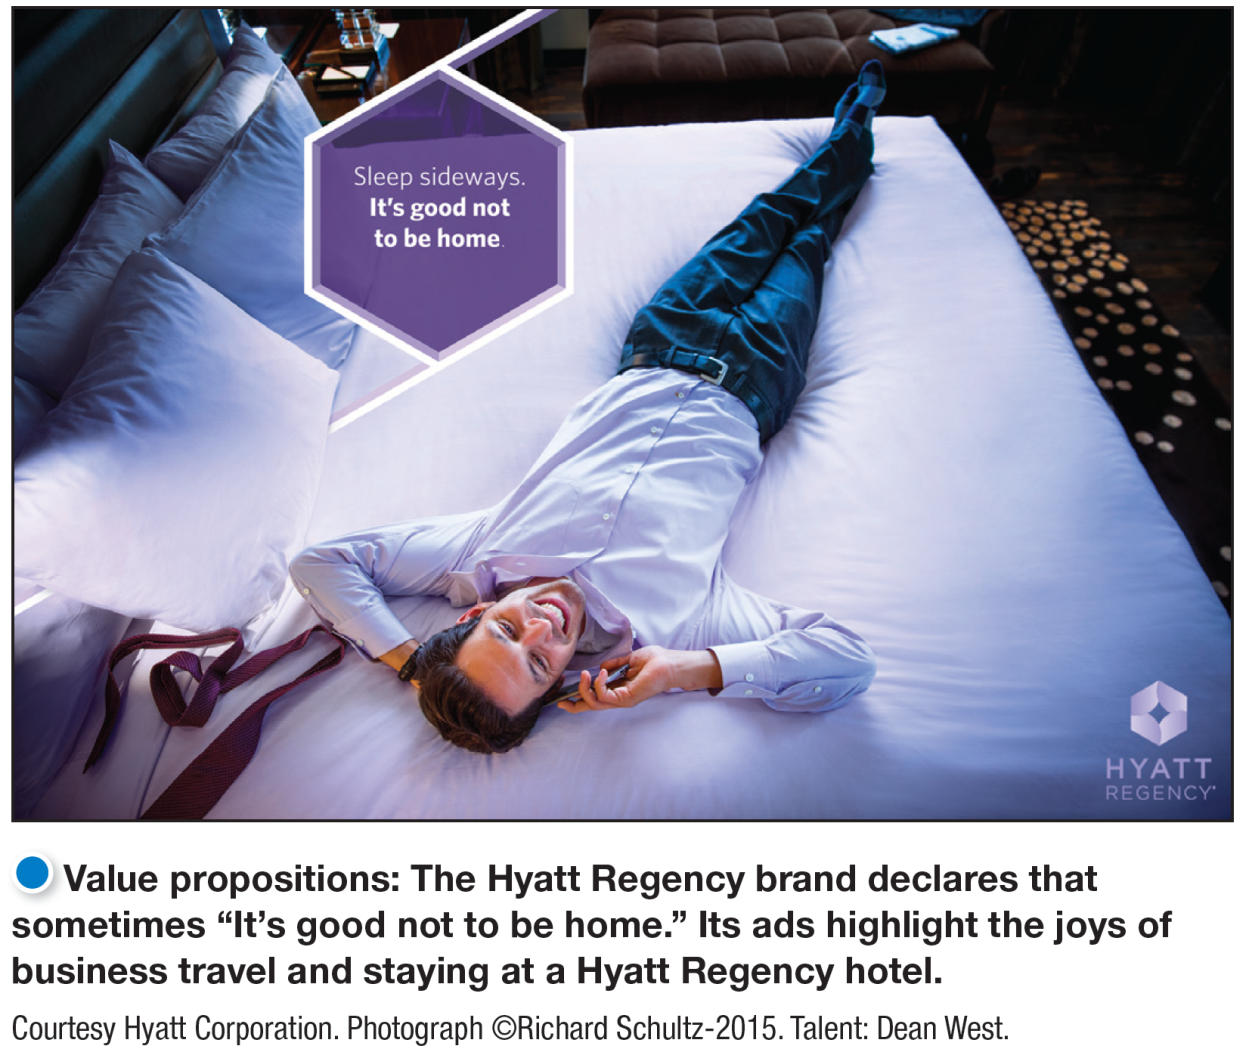 Sleep sideways.
It's good not
to be home.
HYATT
REGENCY®
Value propositions: The Hyatt Regency brand declares that
sometimes “It’s good not to be home.” Its ads highlight the joys of
business travel and staying at a Hyatt Regency hotel.
Courtesy Hyatt Corporation. Photograph ©Richard Schultz-2015. Talent: Dean West.